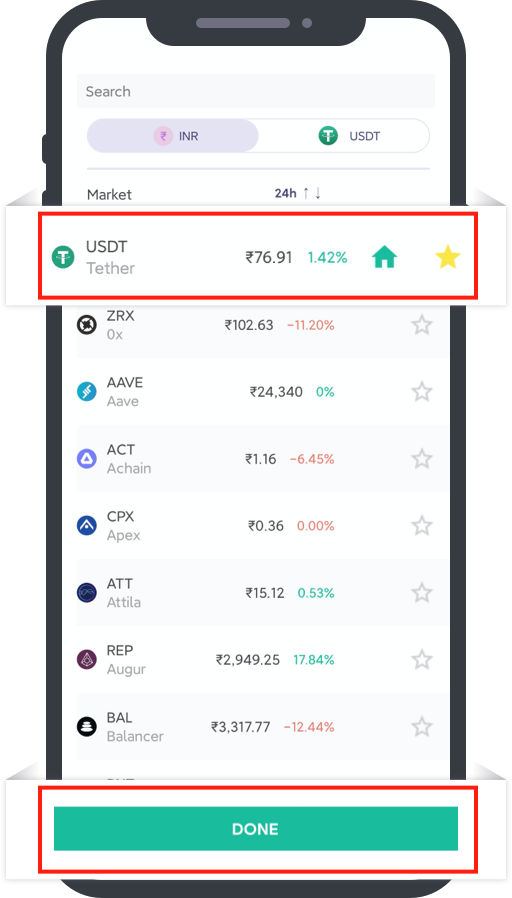 Search
₹ INR USDT
Market 24h ↑↓
USDT ₹76.91 1.42%
Tether
ZRX ₹102.63 −11.20%
0x
AAVE ₹24,340 0%
Aave
ACT ₹1.16 −6.45%
Achain
CPX ₹0.36 0.00%
Apex
ATT ₹15.12 0.53%
Attila
REP ₹2,949.25 17.84%
Augur
BAL ₹3,317.77 −12.44%
Balancer
DONE